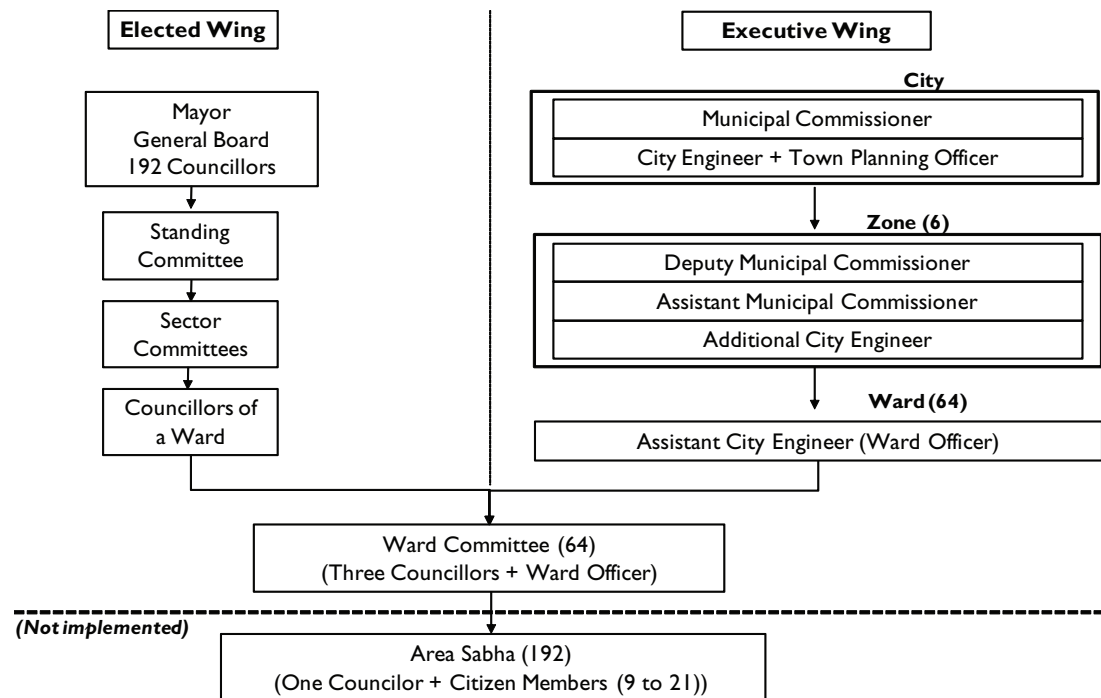 Elected Wing
Executive Wing
Mayor
General Board
192 Councillors
Standing
Committee
Sector
Committees
Councillors of
a Ward
City
Municipal Commissioner
City Engineer + Town Planning Officer
Zone (6)
Deputy Municipal Commissioner
Assistant Municipal Commissioner
Additional City Engineer
Ward (64)
Assistant City Engineer (Ward Officer)
Ward Committee (64)
(Three Councillors + Ward Officer)
(Not implemented)
Area Sabha (192)
(One Councilor + Citizen Members (9 to 21))